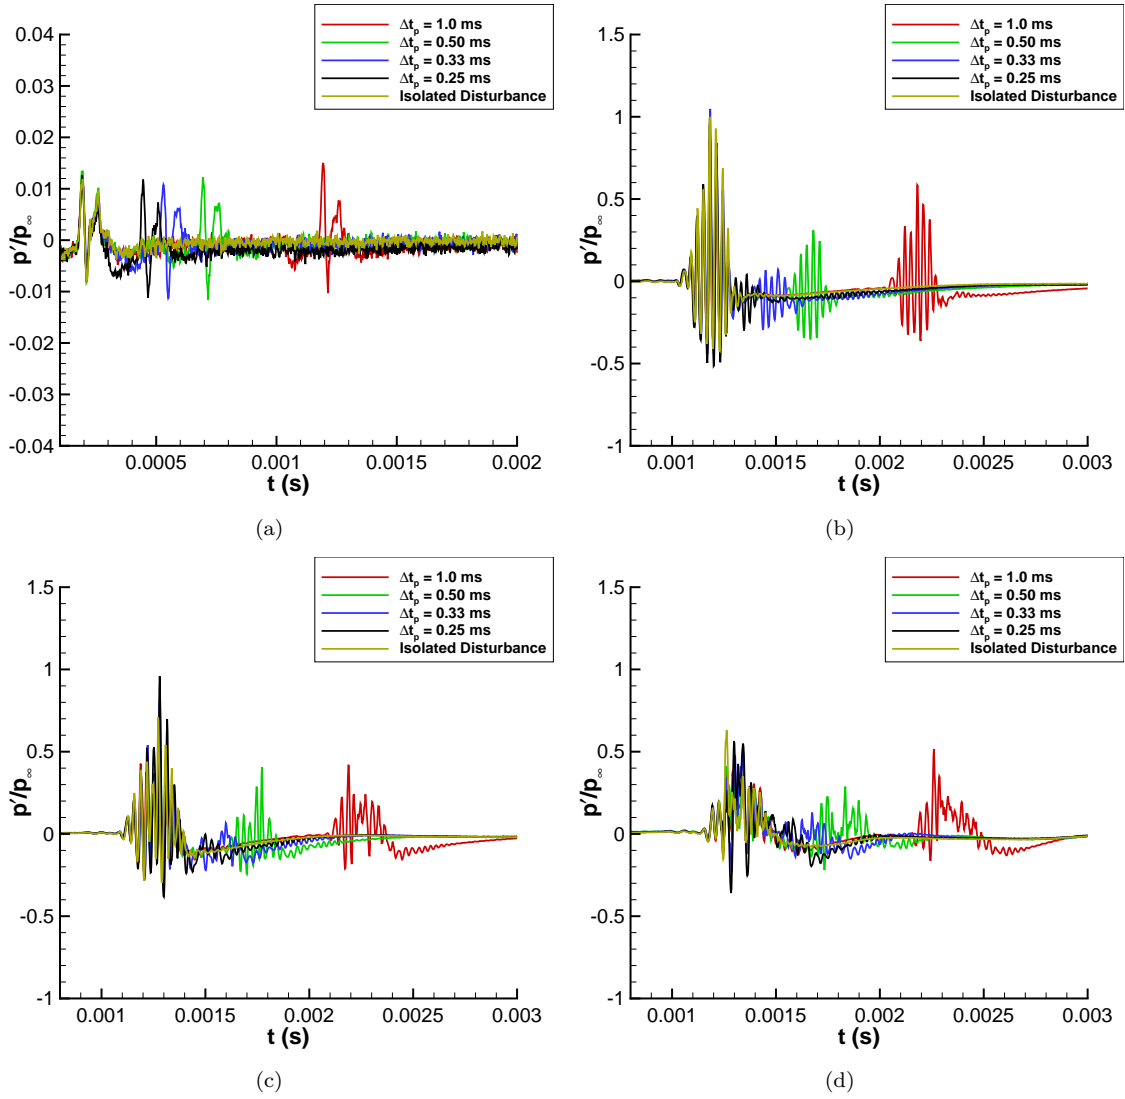 Δtₚ = 1.0 ms
Δtₚ = 0.50 ms
Δtₚ = 0.33 ms
Δtₚ = 0.25 ms
Isolated Disturbance
0.04
0.03
0.02
0.01
0
-0.01
-0.02
-0.03
-0.04
p'/p∞
0.0005 0.001 0.0015 0.002
t (s)
(a)
Δtₚ = 1.0 ms
Δtₚ = 0.50 ms
Δtₚ = 0.33 ms
Δtₚ = 0.25 ms
Isolated Disturbance
1.5
1
0.5
0
-0.5
-1
p'/p∞
0.001 0.0015 0.002 0.0025 0.003
t (s)
(b)
Δtₚ = 1.0 ms
Δtₚ = 0.50 ms
Δtₚ = 0.33 ms
Δtₚ = 0.25 ms
Isolated Disturbance
1.5
1
0.5
0
-0.5
-1
p'/p∞
0.001 0.0015 0.002 0.0025 0.003
t (s)
(c)
Δtₚ = 1.0 ms
Δtₚ = 0.50 ms
Δtₚ = 0.33 ms
Δtₚ = 0.25 ms
Isolated Disturbance
1.5
1
0.5
0
-0.5
-1
p'/p∞
0.001 0.0015 0.002 0.0025 0.003
t (s)
(d)